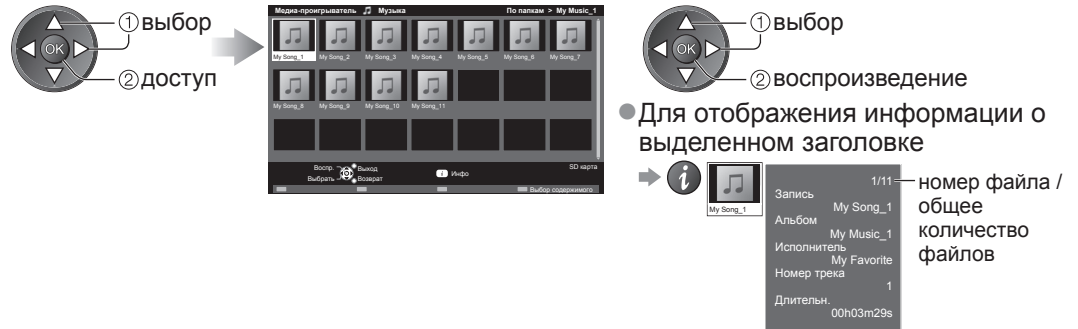 OK
①выбор
②доступ
Медиа-проигрыватель Музыка По папкам > My Music_1
My Song_1 My Song_2 My Song_3 My Song_4 My Song_5 My Song_6 My Song_7
My Song_8 My Song_9 My Song_10 My Song_11
Воспр. Выход
Выбрать Возврат
i Инфо
SD карта
Выбор содержимого
OK
①выбор
②воспроизведение
●Для отображения информации о
выделенном заголовке
i
My Song_1
1/11
Запись
My Song_1
Альбом
My Music_1
Исполнитель
My Favorite
Номер трека
1
Длительн.
00h03m29s
номер файла /
общее
количество
файлов